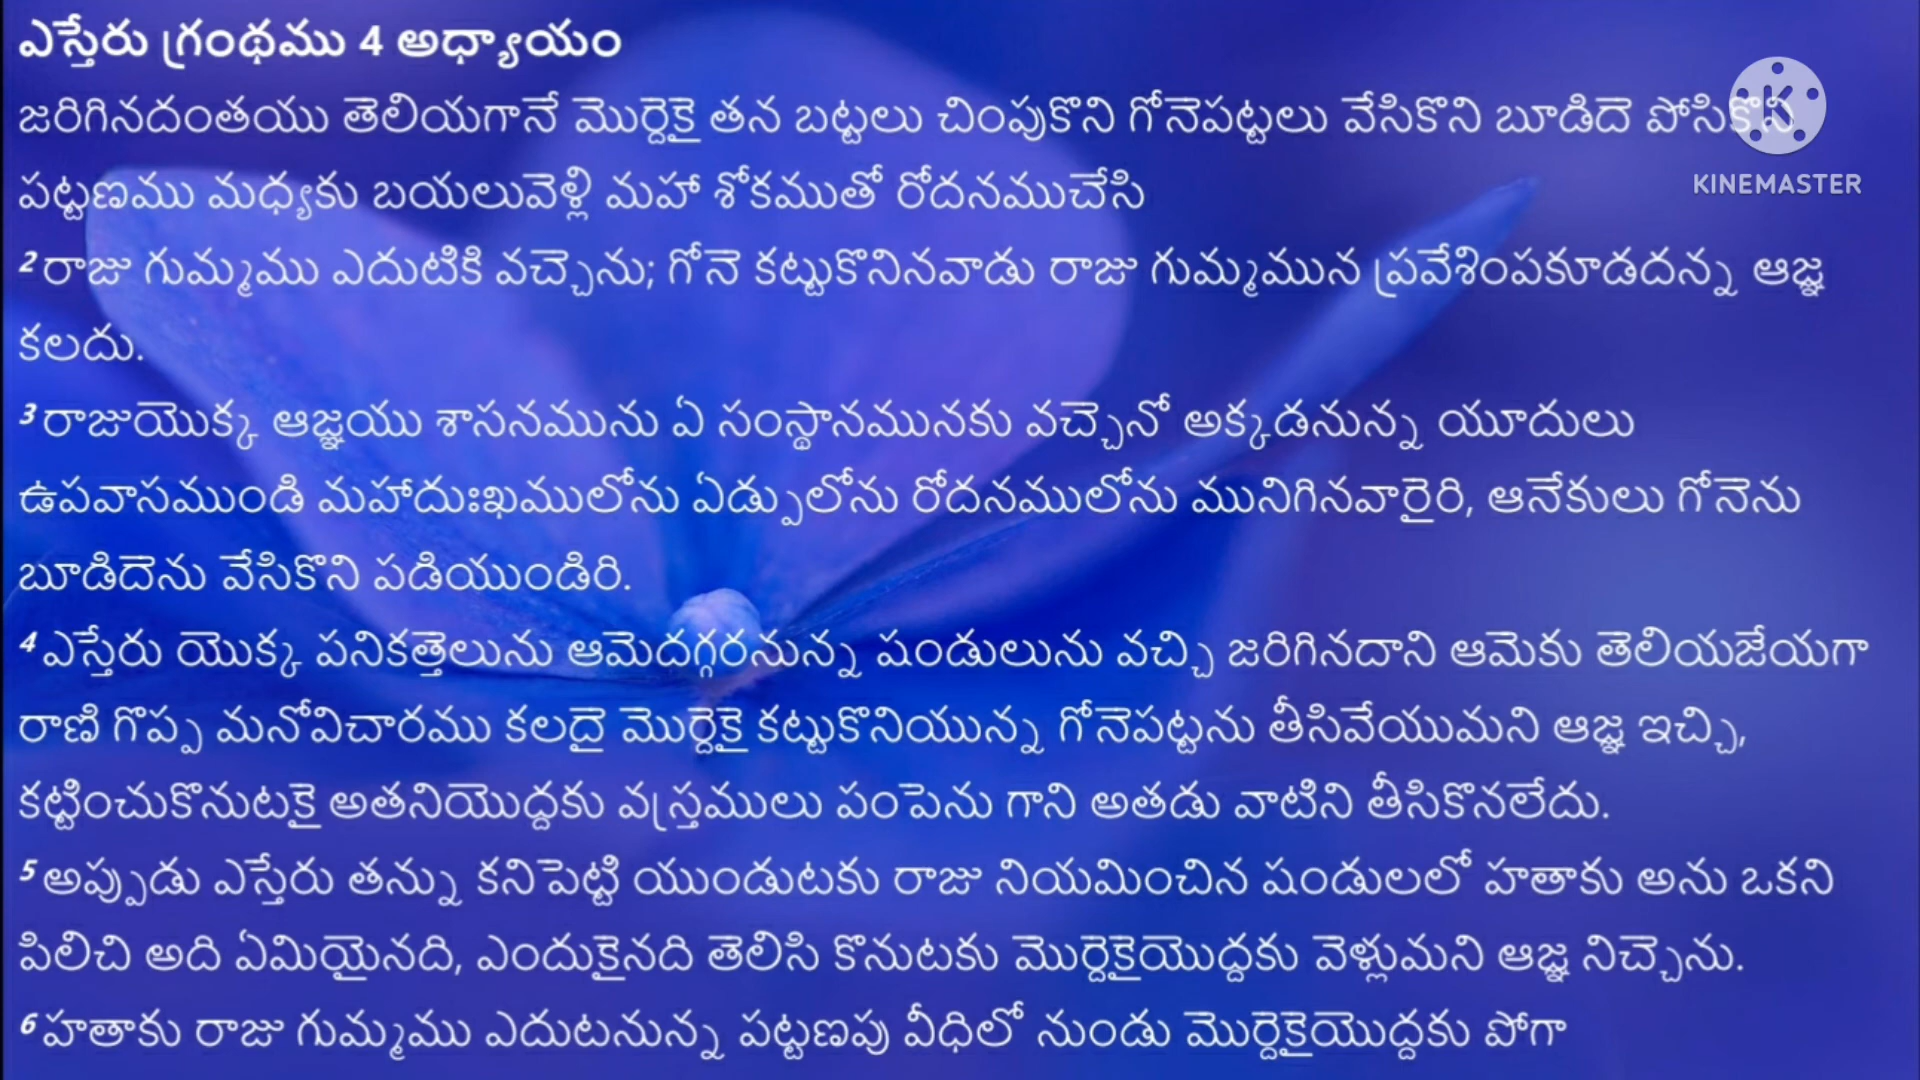 ఎస్తేరు గ్రంథము 4 అధ్యాయం
జరిగినదంతయు తెలియగానే మొర్దెకై తన బట్టలు చింపుకొని గోనెపట్టలు వేసికొని బూడిదె పోసికొని
పట్టణము మధ్యకు బయలువెళ్లి మహా శోకముతో రోదనముచేసి
2 రాజు గుమ్మము ఎదుటికి వచ్చెను; గోనె కట్టుకొనినవాడు రాజు గుమ్మమున ప్రవేశింపకూడదన్న ఆజ్ఞ
కలదు.
3 రాజుయొక్క ఆజ్ఞయు శాసనమును ఏ సంస్థానమునకు వచ్చెనో అక్కడనున్న యూదులు
ఉపవాసముండి మహాదుఃఖములోను ఏడ్పులోను రోదనములోను మునిగినవారైరి, ఆనేకులు గోనెను
బూడిదెను వేసికొని పడియుండిరి.
4 ఎస్తేరు యొక్క పనికత్తెలును ఆమెదగ్గరనున్న షండులును వచ్చి జరిగినదాని ఆమెకు తెలియజేయగా
రాణి గొప్ప మనోవిచారము కలదై మొర్దెకై కట్టుకొనియున్న గోనెపట్టను తీసివేయుమని ఆజ్ఞ ఇచ్చి,
కట్టించుకొనుటకై అతనియొద్దకు వస్త్రములు పంపెను గాని అతడు వాటిని తీసికొనలేదు.
5 అప్పుడు ఎస్తేరు తన్ను కనిపెట్టి యుండుటకు రాజు నియమించిన షండులలో హతాకు అను ఒకని
పిలిచి అది ఏమియైనది, ఎందుకైనది తెలిసి కొనుటకు మొర్దెకైయొద్దకు వెళ్లుమని ఆజ్ఞ నిచ్చెను.
6 హతాకు రాజు గుమ్మము ఎదుటనున్న పట్టణపు వీధిలో నుండు మొర్దెకైయొద్దకు పోగా
K
KINEMASTER